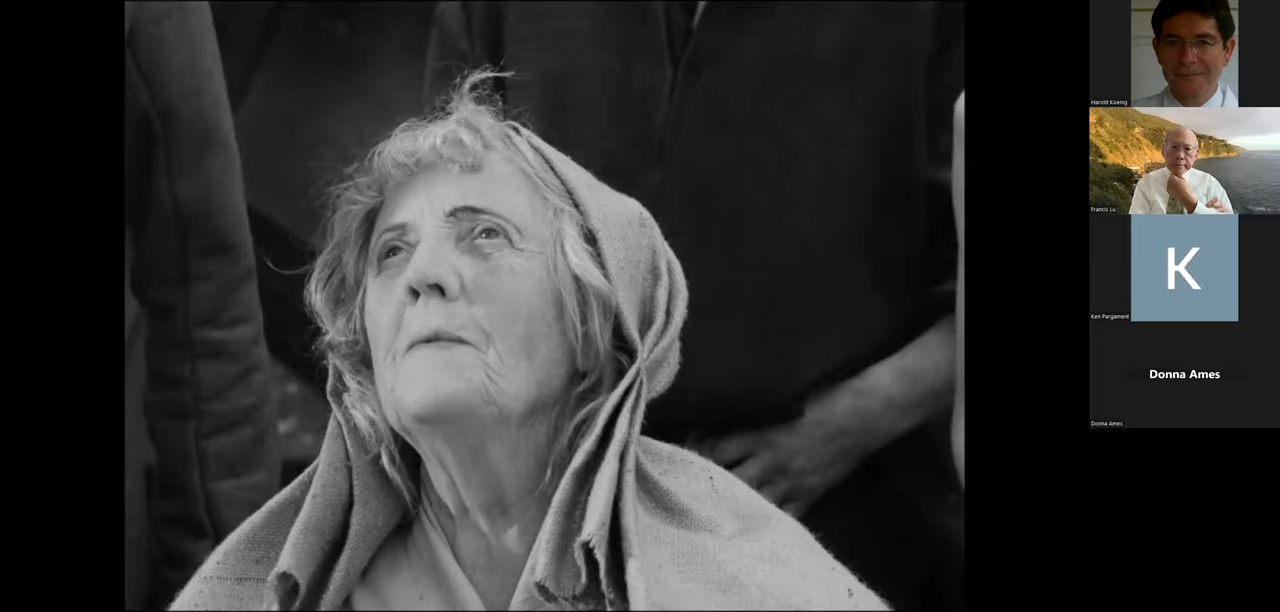 Harold Koenig
Francis Lu
K
Ken Pargament
Donna Ames
Donna Ames